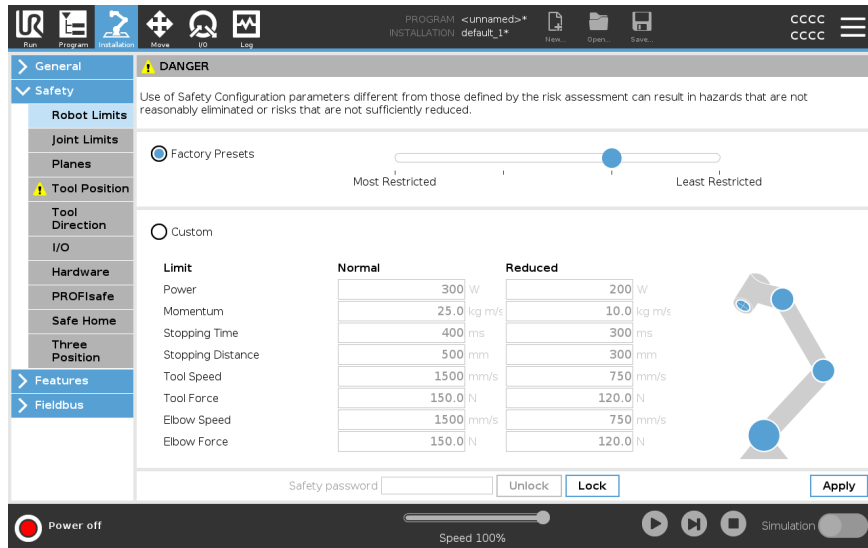 PROGRAM <unnamed>*
INSTALLATION default_1*
Run Program Installation Move I/O Log New... Open... Save...
CCCC
CCCC
General
Safety
Robot Limits
Joint Limits
Planes
Tool Position
Tool
Direction
I/O
Hardware
PROFIsafe
Safe Home
Three
Position
Features
Fieldbus
DANGER
Use of Safety Configuration parameters different from those defined by the risk assessment can result in hazards that are not
reasonably eliminated or risks that are not sufficiently reduced.
Factory Presets
Most Restricted Least Restricted
Custom
Limit Normal Reduced
Power 300 W 200 W
Momentum 25.0 kg m/s 10.0 kg m/s
Stopping Time 400 ms 300 ms
Stopping Distance 500 mm 300 mm
Tool Speed 1500 mm/s 750 mm/s
Tool Force 150.0 N 120.0 N
Elbow Speed 1500 mm/s 750 mm/s
Elbow Force 150.0 N 120.0 N
Safety password Unlock Lock Apply
Power off
Speed 100%
Simulation